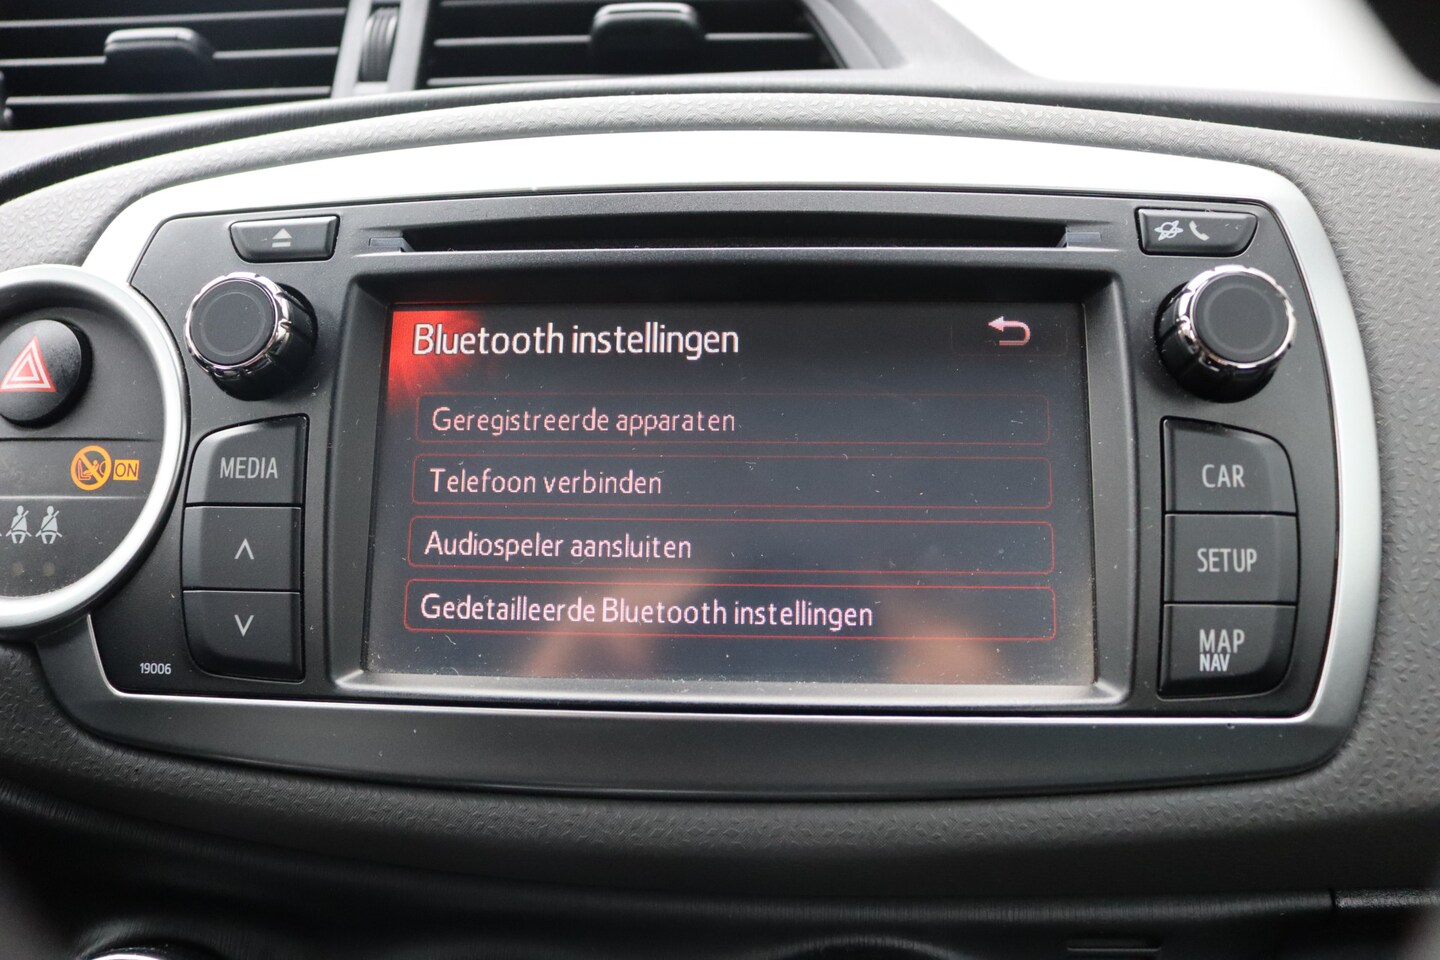 Bluetooth instellingen
Geregistreerde apparaten
Telefoon verbinden
Audiospeler aansluiten
Gedetailleerde Bluetooth instellingen
MEDIA
19006
CAR
SETUP
MAP
NAV
ON